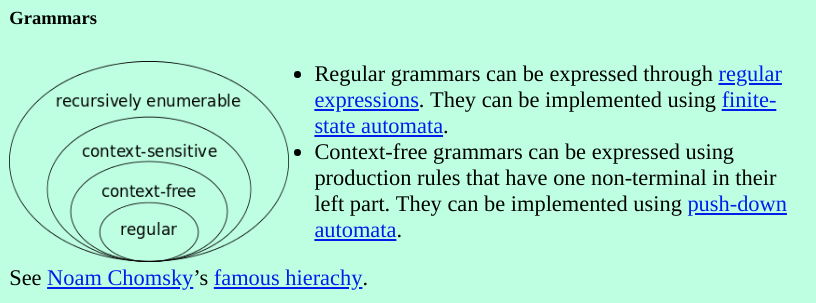 Grammars
recursively enumerable
context-sensitive
context-free
regular
• Regular grammars can be expressed through regular
expressions. They can be implemented using finite-
state automata.
• Context-free grammars can be expressed using
production rules that have one non-terminal in their
left part. They can be implemented using push-down
automata.
See Noam Chomsky’s famous hierachy.